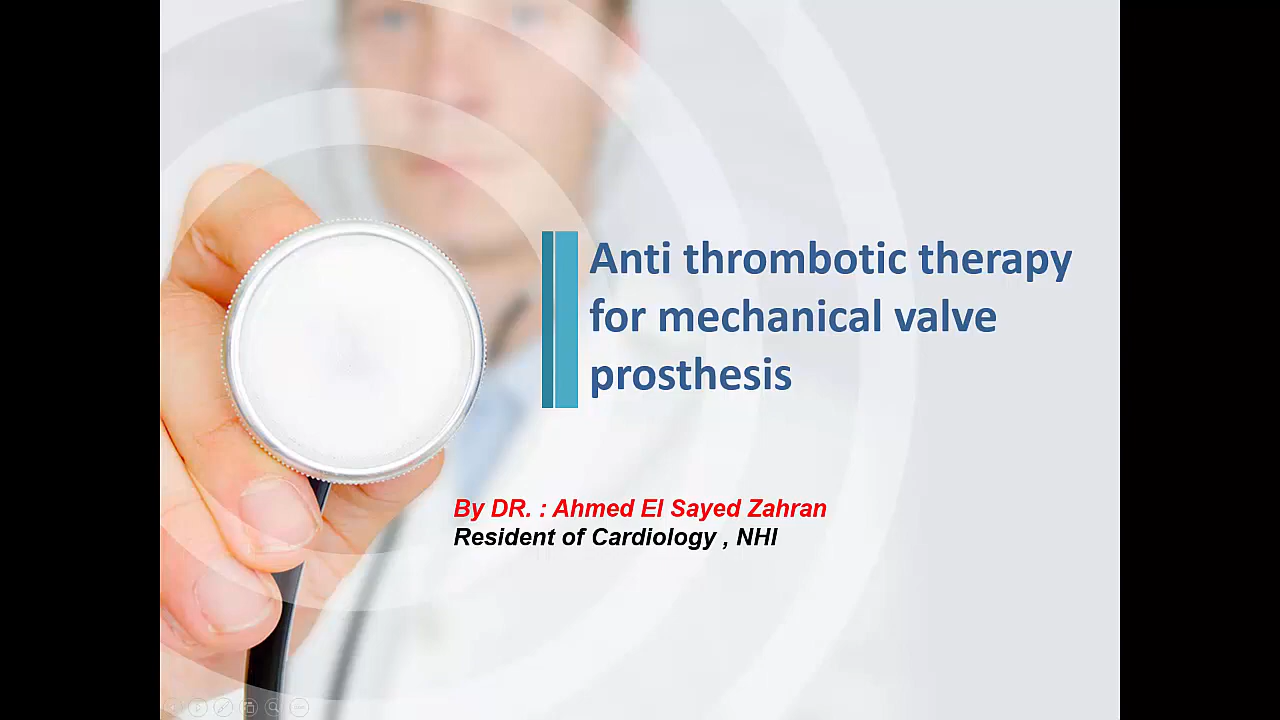 Anti thrombotic therapy
for mechanical valve
prosthesis
By DR. : Ahmed El Sayed Zahran
Resident of Cardiology , NHI